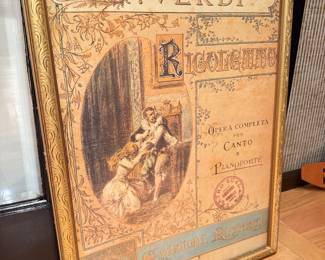 VERDI
RIGOLETTO
OPERA COMPLETA
PER
CANTO
E
PIANOFORTE